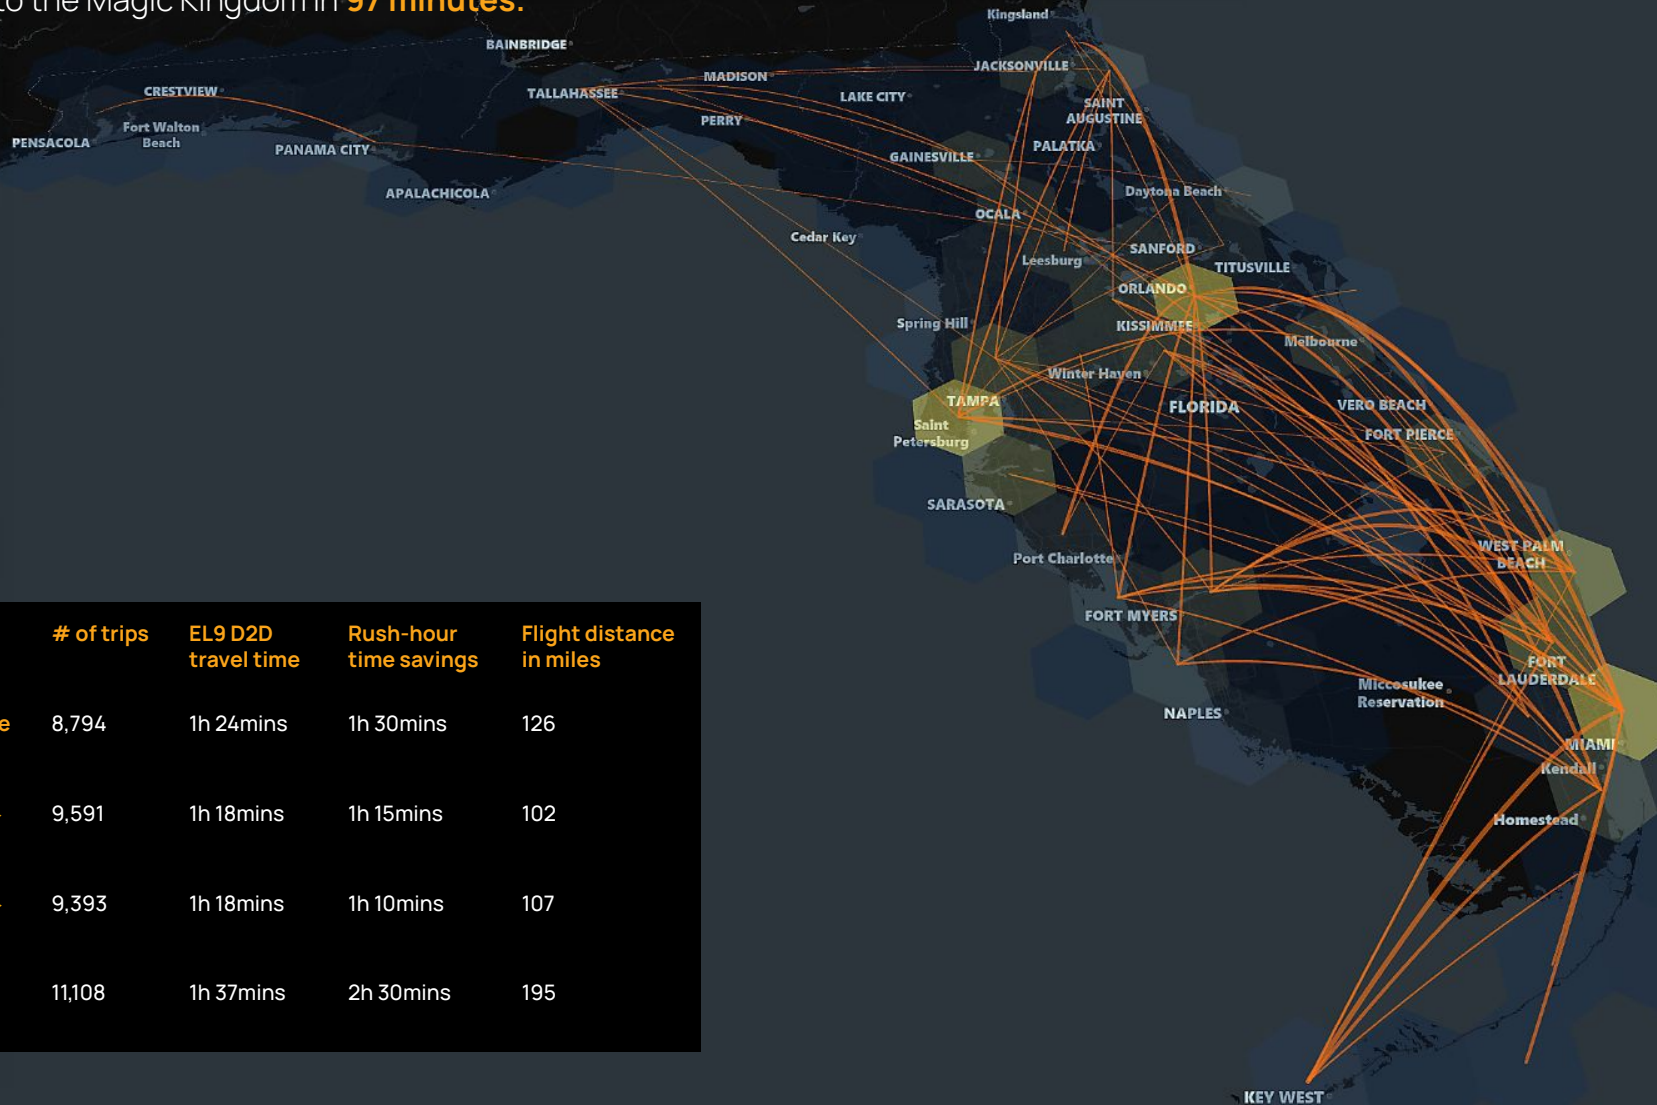 to the Magic Kingdom in 97 minutes.
Kingsland
BAINBRIDGE
JACKSONVILLE
MADISON
CRESTVIEW
TALLAHASSEE
LAKE CITY
SAINT
AUGUSTINE
PERRY
Fort Walton
Beach
PENSACOLA
PANAMA CITY
PALATKA
GAINESVILLE
APALACHICOLA
Daytona Beach
OCALA
Cedar Key
SANFORD
Leesburg
TITUSVILLE
ORLANDO
Spring Hill
KISSIMMEE
Melbourne
Winter Haven
TAMPA
FLORIDA
VERO BEACH
Saint
Petersburg
FORT PIERCE
SARASOTA
WEST PALM
BEACH
Port Charlotte
FORT MYERS
FORT
LAUDERDALE
Miccosukee
Reservation
NAPLES
MIAMI
Kendall
Homestead
KEY WEST
# of trips
EL9 D2D
travel time
Rush-hour
time savings
Flight distance
in miles
e 8,794 1h 24mins 1h 30mins 126
9,591 1h 18mins 1h 15mins 102
9,393 1h 18mins 1h 10mins 107
11,108 1h 37mins 2h 30mins 195